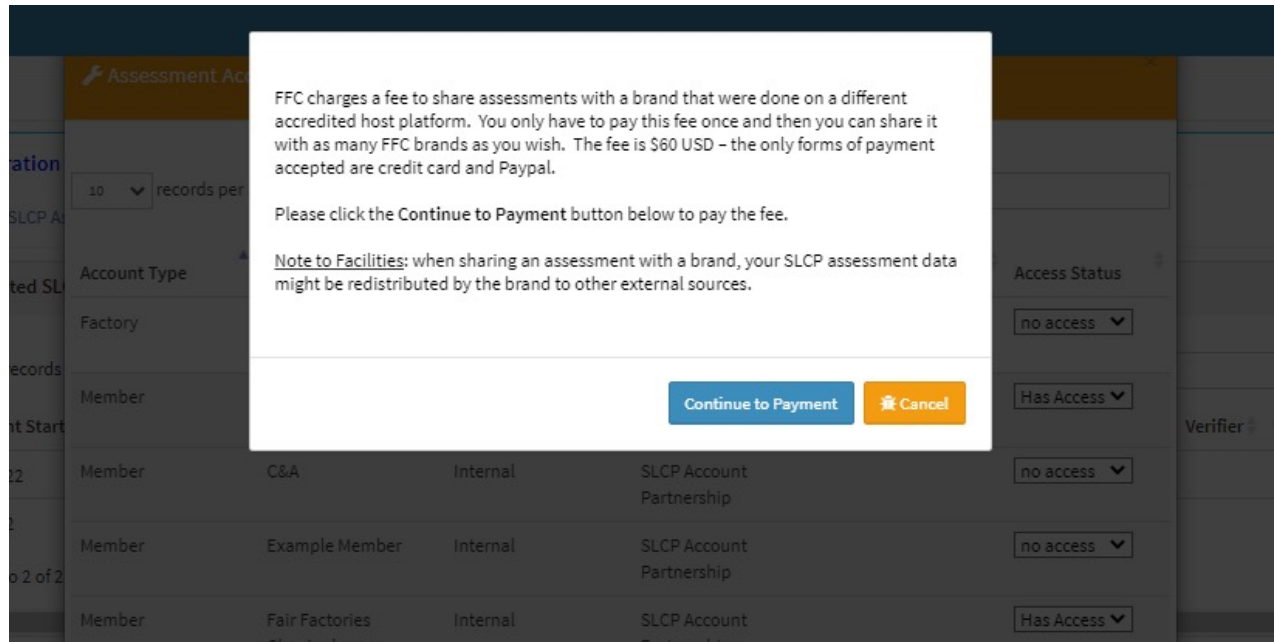 Assessment Acc
FFC charges a fee to share assessments with a brand that were done on a different
accredited host platform.  You only have to pay this fee once and then you can share it
with as many FFC brands as you wish.  The fee is $60 USD – the only forms of payment
accepted are credit card and Paypal.
Please click the Continue to Payment button below to pay the fee.
Note to Facilities: when sharing an assessment with a brand, your SLCP assessment data
might be redistributed by the brand to other external sources.
Continue to Payment
Cancel
ration
10 records per
SLCP As
Account Type
Access Status
ted SL
Factory
no access
ecords
Member
Has Access
nt Start
Verifier
22
Member C&A Internal SLCP Account
Partnership
no access
2
Member Example Member Internal SLCP Account
Partnership
no access
o 2 of 2
Member Fair Factories Internal SLCP Account
Has Access